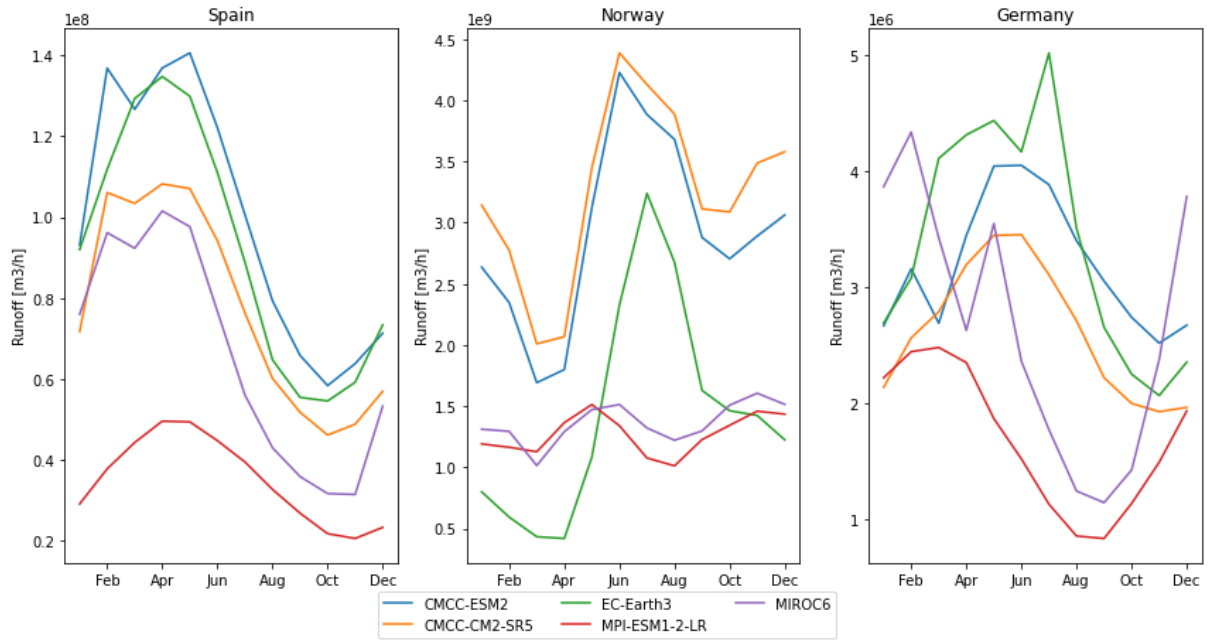 Spain
1e8
Runoff [m3/h]
1.4
1.2
1.0
0.8
0.6
0.4
0.2
Feb Apr Jun Aug Oct Dec
Norway
1e9
Runoff [m3/h]
4.5
4.0
3.5
3.0
2.5
2.0
1.5
1.0
0.5
Feb Apr Jun Aug Oct Dec
Germany
1e6
Runoff [m3/h]
5
4
3
2
1
Feb Apr Jun Aug Oct Dec
CMCC-ESM2 EC-Earth3 MIROC6
CMCC-CM2-SR5 MPI-ESM1-2-LR